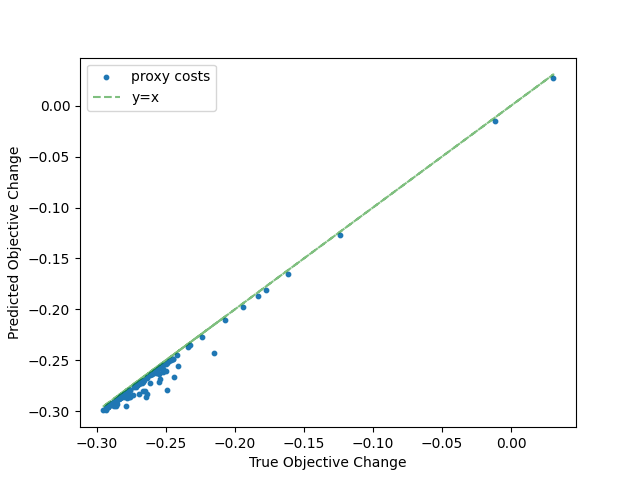 proxy costs
y=x
0.00
−0.05
−0.10
−0.15
−0.20
−0.25
−0.30
Predicted Objective Change
−0.30 −0.25 −0.20 −0.15 −0.10 −0.05 0.00
True Objective Change